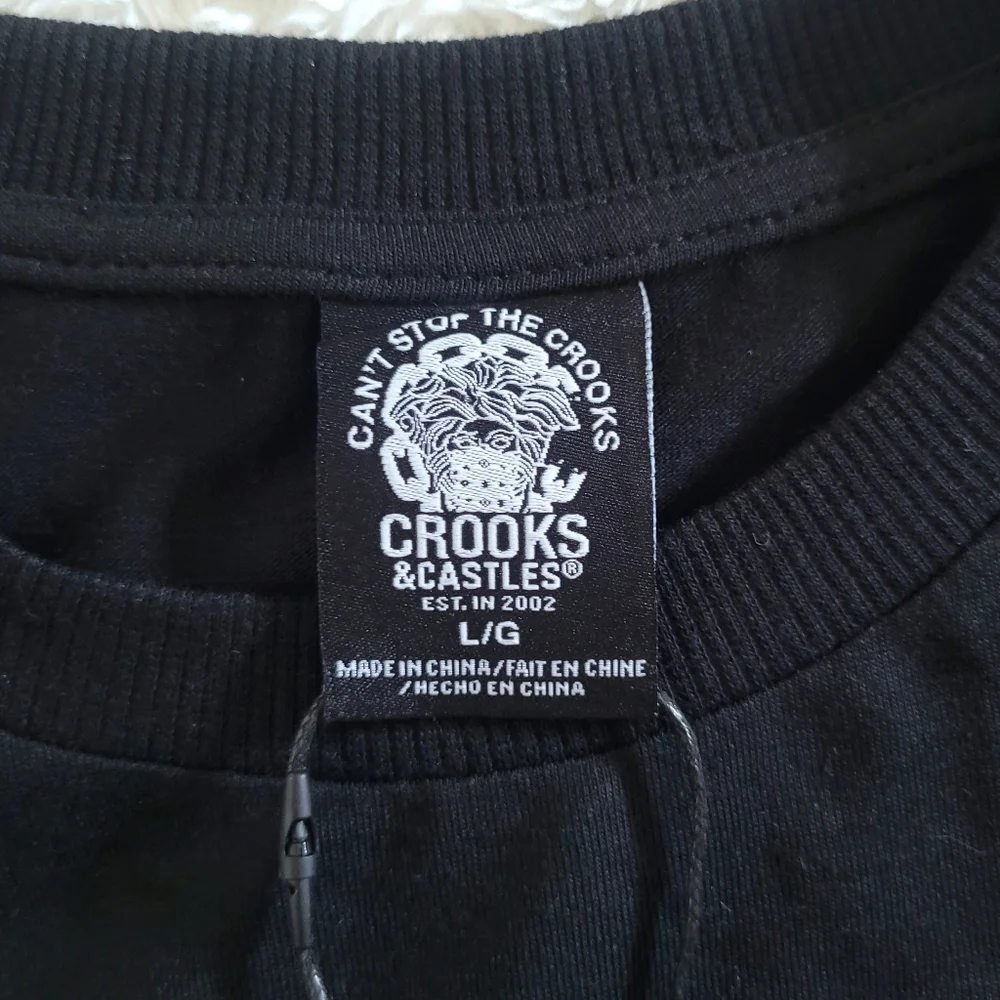 CAN'T STOP THE CROOKS
CROOKS
&CASTLES®
EST. IN 2002
L/G
MADE IN CHINA/FAIT EN CHINE
/HECHO EN CHINA